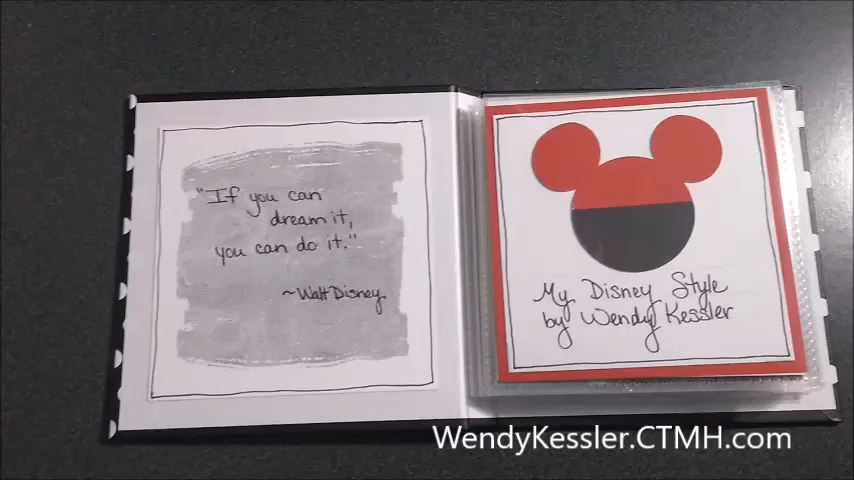 "If you can
dream it,
you can do it."
~Walt Disney
My Disney Style
by Wendy Kessler
WendyKessler.CTMH.com